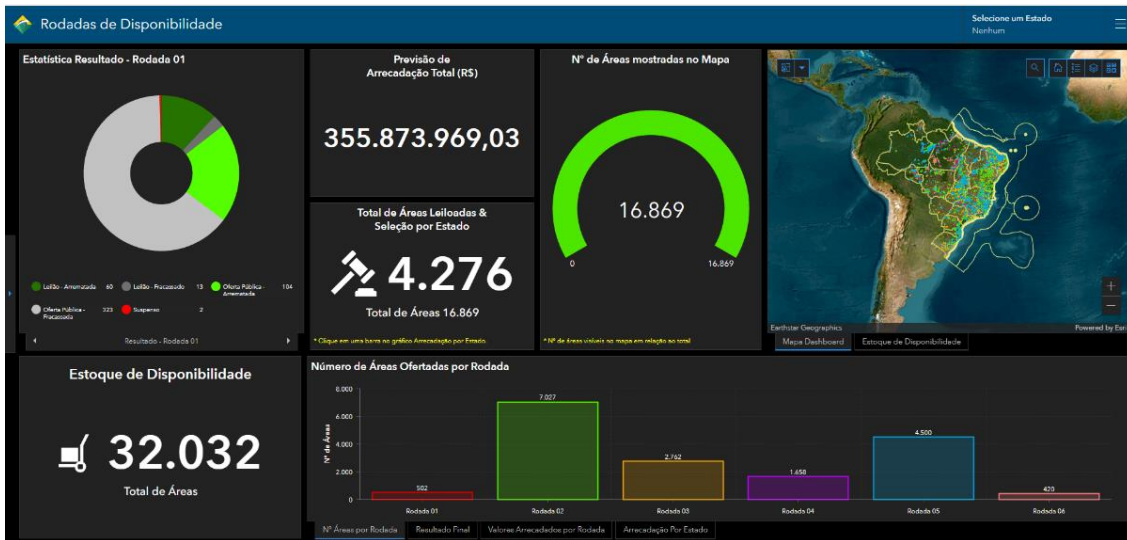 Rodadas de Disponibilidade
Selecione um Estado
Nenhum
Estatística Resultado - Rodada 01
Leilão - Arrematada 60
Leilão - Fracassado 13
Oferta Pública - Arrematada 104
Oferta Pública - Fracassada 323
Suspenso 2
Resultado - Rodada 01
Previsão de
Arrecadação Total (R$)
355.873.969,03
Total de Áreas Leiloadas &
Seleção por Estado
4.276
Total de Áreas 16.869
* Clique em uma barra no gráfico Arrecadação por Estado.
N° de Áreas mostradas no Mapa
16.869
0
16.869
* N° de áreas visíveis no mapa em relação ao total
Earthstar Geographics
Powered by Esri
Mapa Dashboard
Estoque de Disponibilidade
Estoque de Disponibilidade
32.032
Total de Áreas
Número de Áreas Ofertadas por Rodada
N° de Áreas
8.000
6.000
4.000
2.000
0
502
7.027
2.762
1.658
4.500
420
Rodada 01
Rodada 02
Rodada 03
Rodada 04
Rodada 05
Rodada 06
N° Áreas por Rodada
Resultado Final
Valores Arrecadados por Rodada
Arrecadação Por Estado